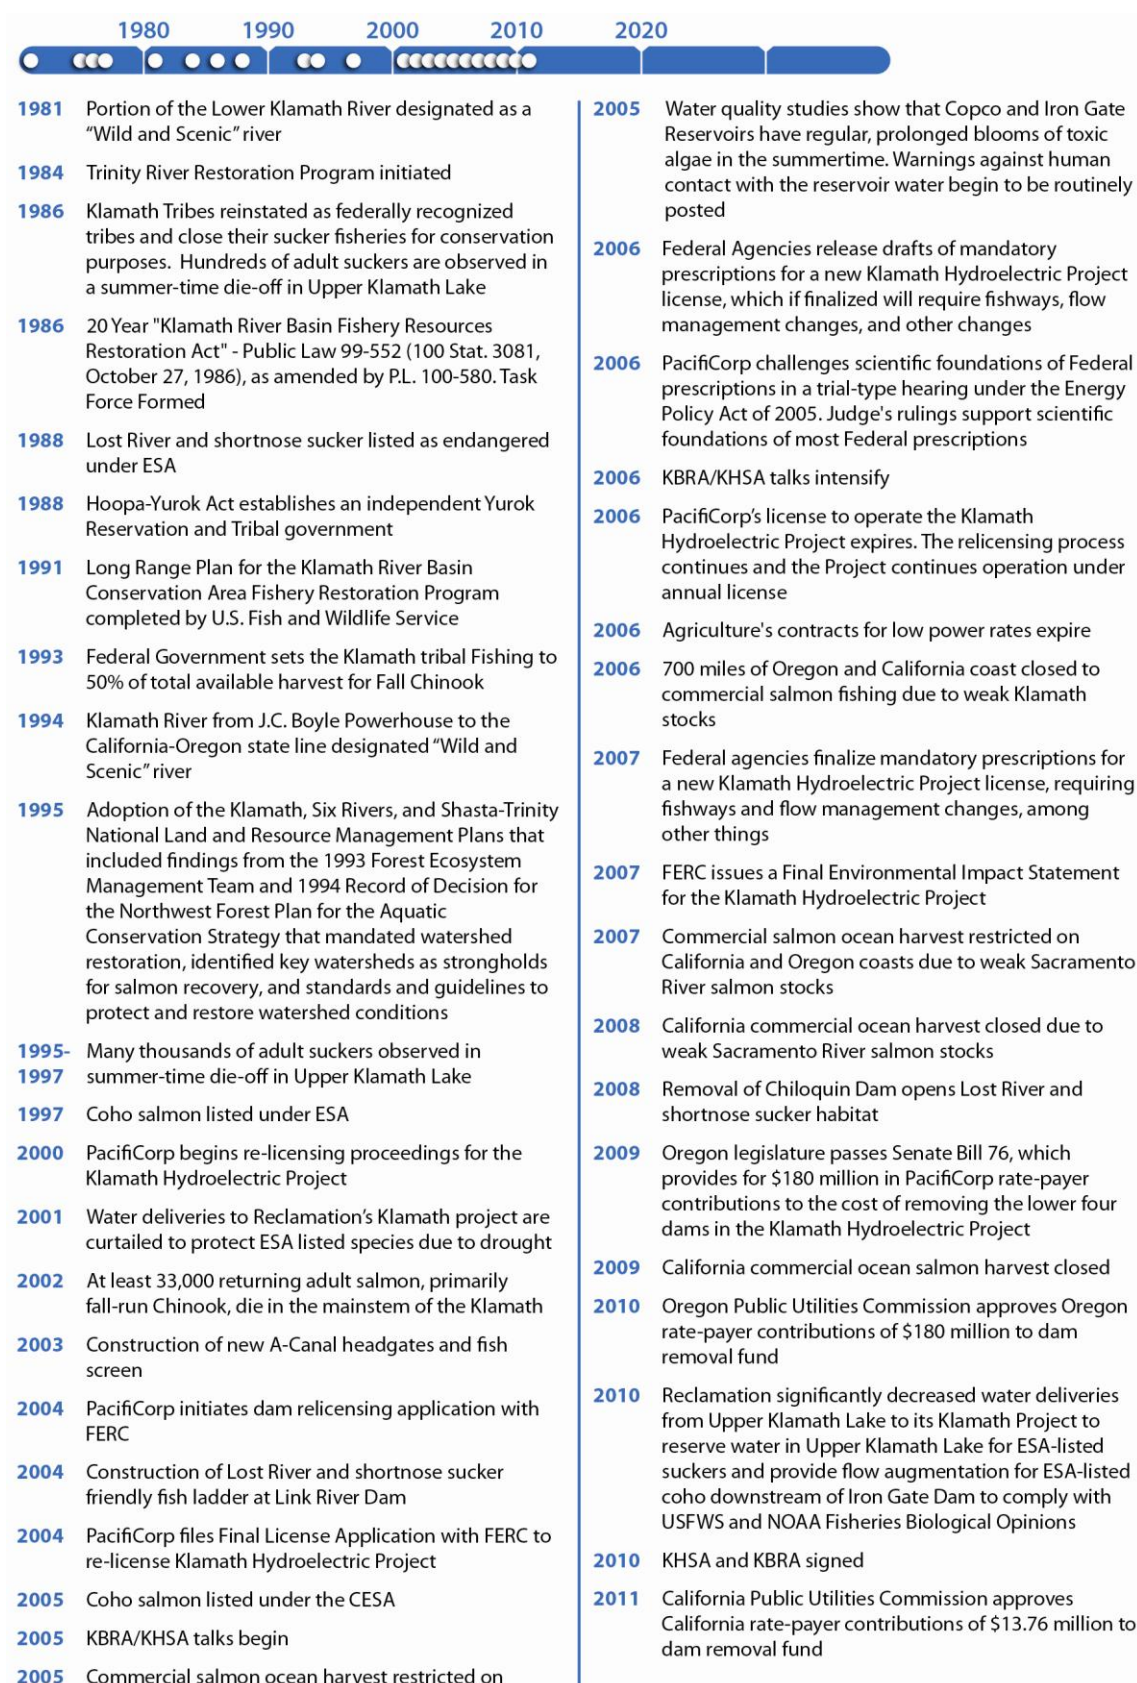 1980 1990 2000 2010 2020
1981 Portion of the Lower Klamath River designated as a
“Wild and Scenic” river
1984 Trinity River Restoration Program initiated
1986 Klamath Tribes reinstated as federally recognized
tribes and close their sucker fisheries for conservation
purposes. Hundreds of adult suckers are observed in
a summer-time die-off in Upper Klamath Lake
1986 20 Year "Klamath River Basin Fishery Resources
Restoration Act" - Public Law 99-552 (100 Stat. 3081,
October 27, 1986), as amended by P.L. 100-580. Task
Force Formed
1988 Lost River and shortnose sucker listed as endangered
under ESA
1988 Hoopa-Yurok Act establishes an independent Yurok
Reservation and Tribal government
1991 Long Range Plan for the Klamath River Basin
Conservation Area Fishery Restoration Program
completed by U.S. Fish and Wildlife Service
1993 Federal Government sets the Klamath tribal Fishing to
50% of total available harvest for Fall Chinook
1994 Klamath River from J.C. Boyle Powerhouse to the
California-Oregon state line designated “Wild and
Scenic” river
1995 Adoption of the Klamath, Six Rivers, and Shasta-Trinity
National Land and Resource Management Plans that
included findings from the 1993 Forest Ecosystem
Management Team and 1994 Record of Decision for
the Northwest Forest Plan for the Aquatic
Conservation Strategy that mandated watershed
restoration, identified key watersheds as strongholds
for salmon recovery, and standards and guidelines to
protect and restore watershed conditions
1995- Many thousands of adult suckers observed in
1997 summer-time die-off in Upper Klamath Lake
1997 Coho salmon listed under ESA
2000 PacifiCorp begins re-licensing proceedings for the
Klamath Hydroelectric Project
2001 Water deliveries to Reclamation’s Klamath project are
curtailed to protect ESA listed species due to drought
2002 At least 33,000 returning adult salmon, primarily
fall-run Chinook, die in the mainstem of the Klamath
2003 Construction of new A-Canal headgates and fish
screen
2004 PacifiCorp initiates dam relicensing application with
FERC
2004 Construction of Lost River and shortnose sucker
friendly fish ladder at Link River Dam
2004 PacifiCorp files Final License Application with FERC to
re-license Klamath Hydroelectric Project
2005 Coho salmon listed under the CESA
2005 KBRA/KHSA talks begin
2005 Commercial salmon ocean harvest restricted on
2005 Water quality studies show that Copco and Iron Gate
Reservoirs have regular, prolonged blooms of toxic
algae in the summertime. Warnings against human
contact with the reservoir water begin to be routinely
posted
2006 Federal Agencies release drafts of mandatory
prescriptions for a new Klamath Hydroelectric Project
license, which if finalized will require fishways, flow
management changes, and other changes
2006 PacifiCorp challenges scientific foundations of Federal
prescriptions in a trial-type hearing under the Energy
Policy Act of 2005. Judge's rulings support scientific
foundations of most Federal prescriptions
2006 KBRA/KHSA talks intensify
2006 PacifiCorp’s license to operate the Klamath
Hydroelectric Project expires. The relicensing process
continues and the Project continues operation under
annual license
2006 Agriculture's contracts for low power rates expire
2006 700 miles of Oregon and California coast closed to
commercial salmon fishing due to weak Klamath
stocks
2007 Federal agencies finalize mandatory prescriptions for
a new Klamath Hydroelectric Project license, requiring
fishways and flow management changes, among
other things
2007 FERC issues a Final Environmental Impact Statement
for the Klamath Hydroelectric Project
2007 Commercial salmon ocean harvest restricted on
California and Oregon coasts due to weak Sacramento
River salmon stocks
2008 California commercial ocean harvest closed due to
weak Sacramento River salmon stocks
2008 Removal of Chiloquin Dam opens Lost River and
shortnose sucker habitat
2009 Oregon legislature passes Senate Bill 76, which
provides for $180 million in PacifiCorp rate-payer
contributions to the cost of removing the lower four
dams in the Klamath Hydroelectric Project
2009 California commercial ocean salmon harvest closed
2010 Oregon Public Utilities Commission approves Oregon
rate-payer contributions of $180 million to dam
removal fund
2010 Reclamation significantly decreased water deliveries
from Upper Klamath Lake to its Klamath Project to
reserve water in Upper Klamath Lake for ESA-listed
suckers and provide flow augmentation for ESA-listed
coho downstream of Iron Gate Dam to comply with
USFWS and NOAA Fisheries Biological Opinions
2010 KHSA and KBRA signed
2011 California Public Utilities Commission approves
California rate-payer contributions of $13.76 million to
dam removal fund